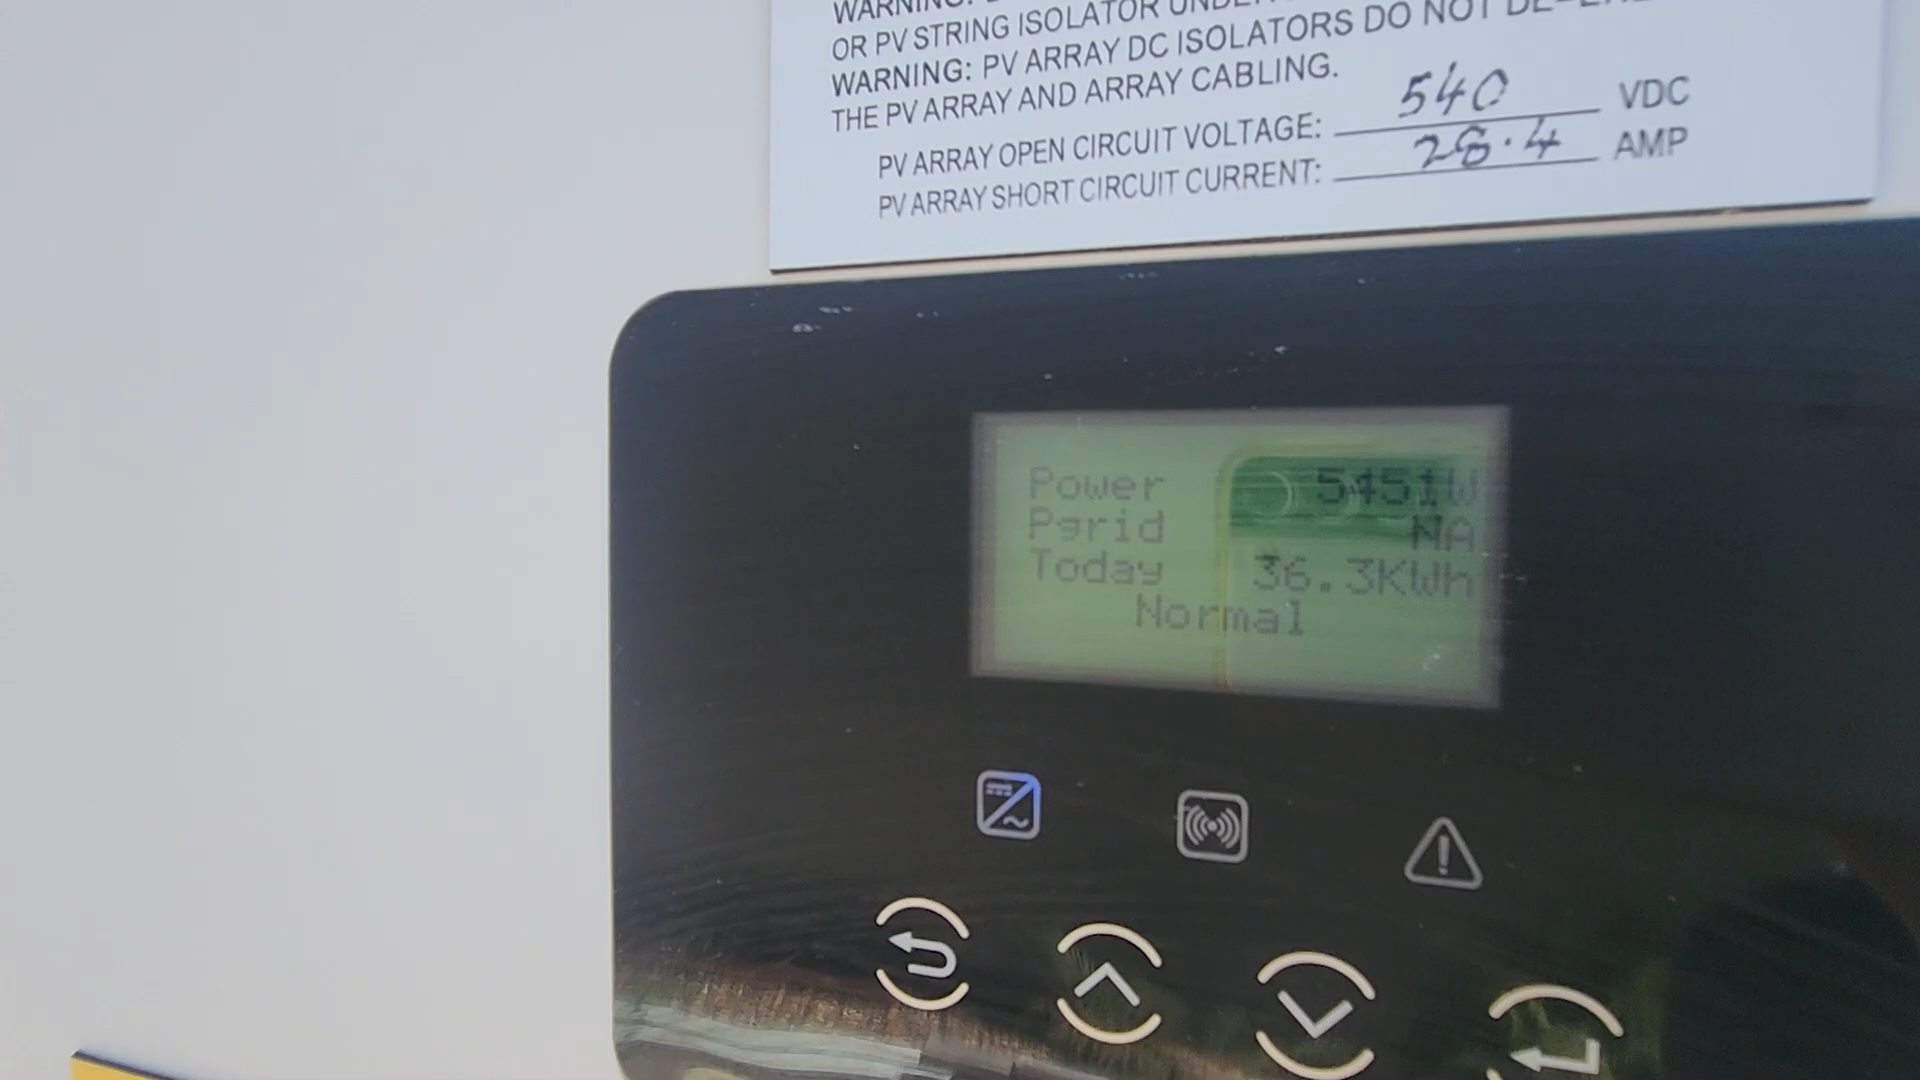 WARNING:
OR PV STRING ISOLATOR UNDER
WARNING: PV ARRAY DC ISOLATORS DO NOT
THE PV ARRAY AND ARRAY CABLING.
PV ARRAY OPEN CIRCUIT VOLTAGE: 540 VDC
PV ARRAY SHORT CIRCUIT CURRENT: 28.4 AMP
Power 5451W
Pgrid NA
Today 36.3KWh
Normal